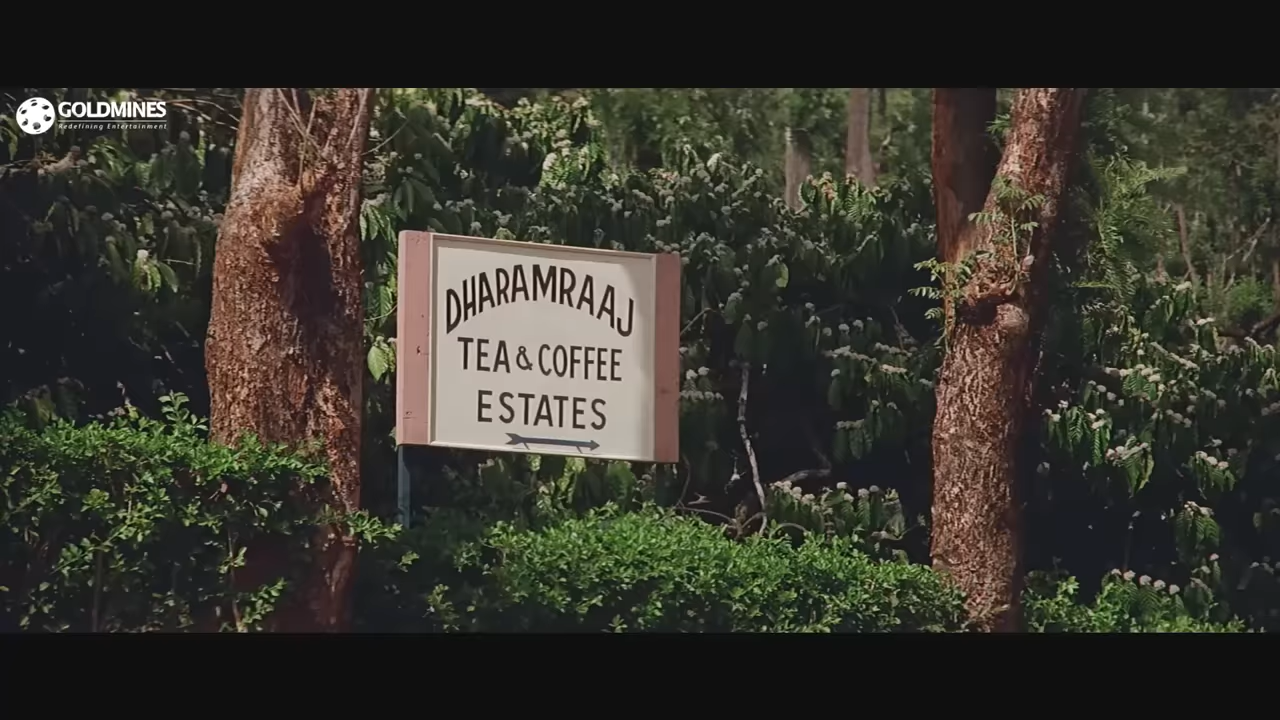 GOLDMINES
Redefining Entertainment
DHARAMRAAJ
TEA & COFFEE
ESTATES